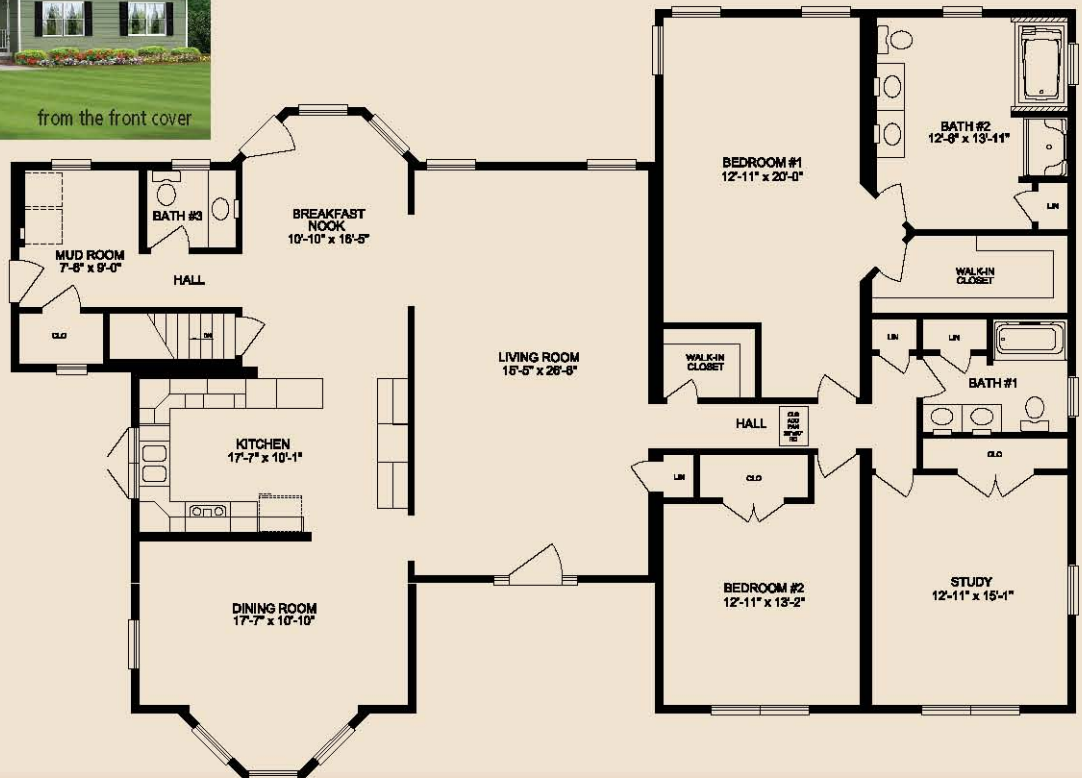 from the front cover
BEDROOM #1
12'-11" x 20'-0"
BATH #2
12'-6" x 13'-11"
LIN
WALK-IN
CLOSET
BREAKFAST
NOOK
10'-10" x 16'-5"
BATH #3
MUD ROOM
7'-6" x 9'-0"
HALL
CLO
DN
LIVING ROOM
15'-5" x 26'-6"
WALK-IN
CLOSET
LIN
LIN
BATH #1
HALL
KITCHEN
17'-7" x 10'-1"
LIN
CLO
CLO
DINING ROOM
17'-7" x 10'-10"
BEDROOM #2
12'-11" x 13'-2"
STUDY
12'-11" x 15'-1"